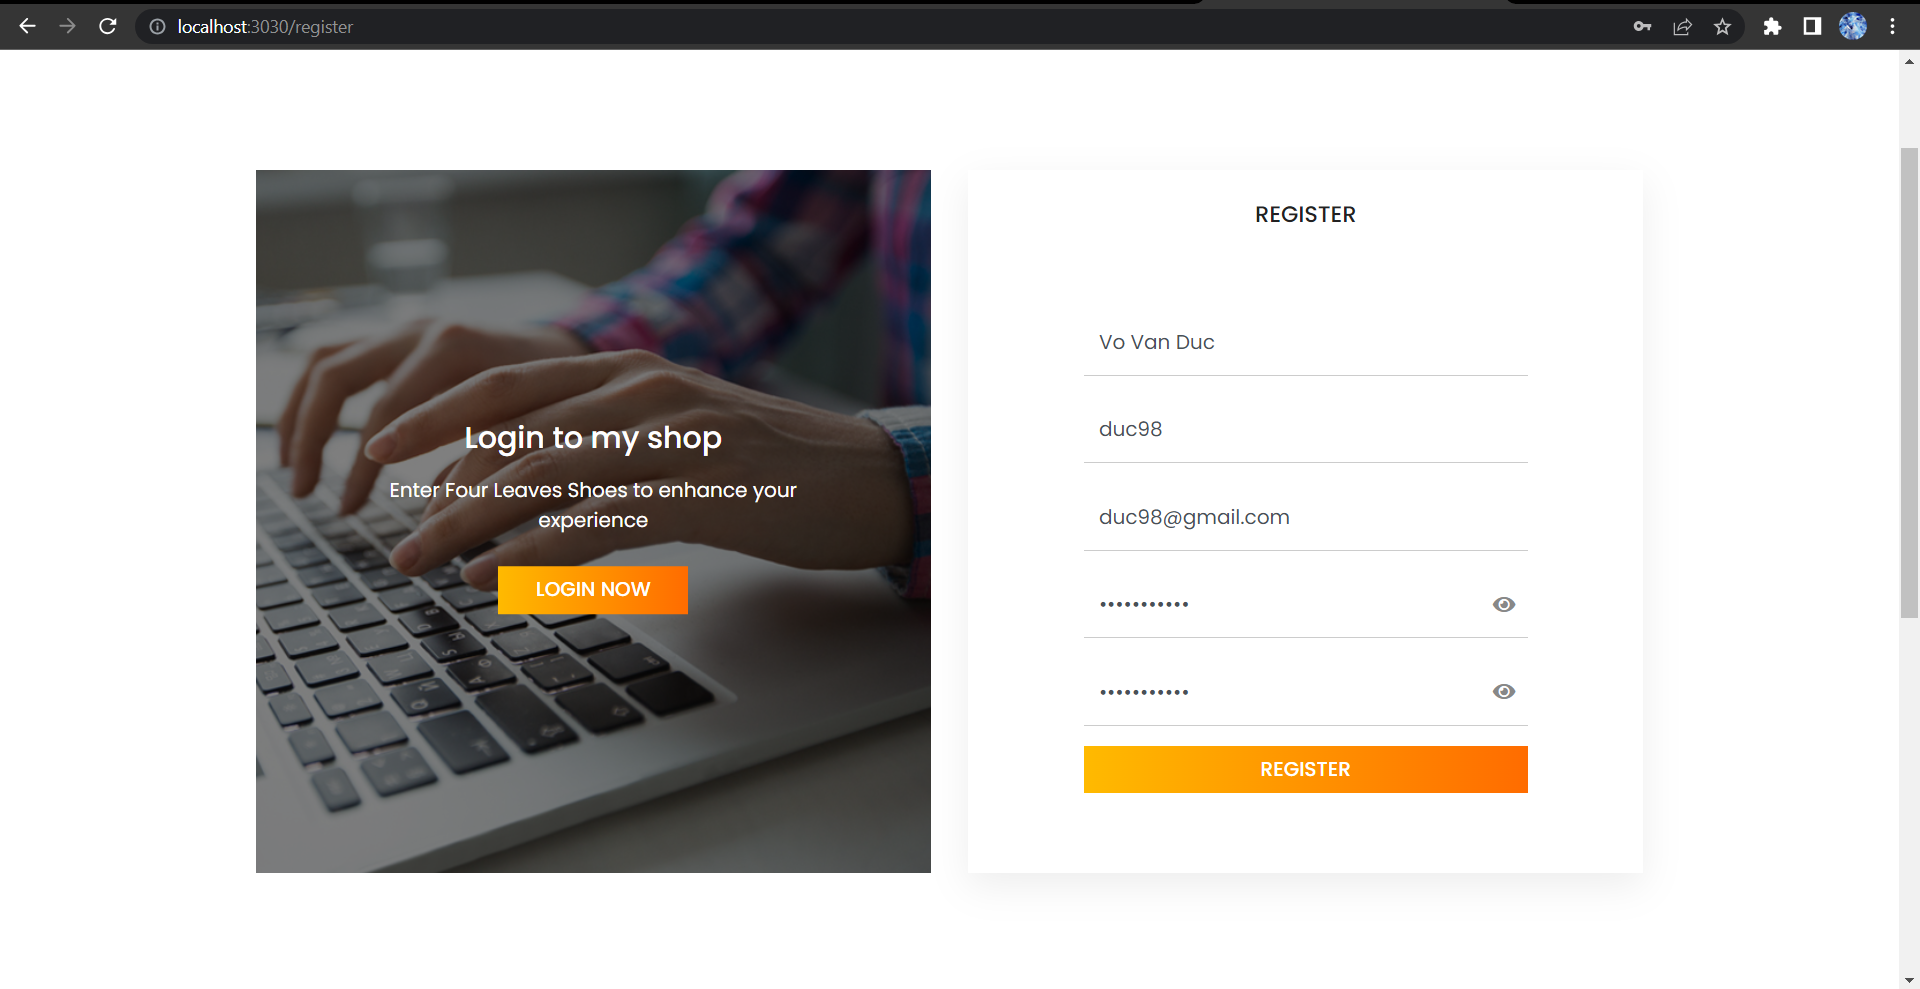 localhost:3030/register
Login to my shop
Enter Four Leaves Shoes to enhance your
experience
LOGIN NOW
REGISTER
Vo Van Duc
duc98
duc98@gmail.com
•••••••••••
•••••••••••
REGISTER